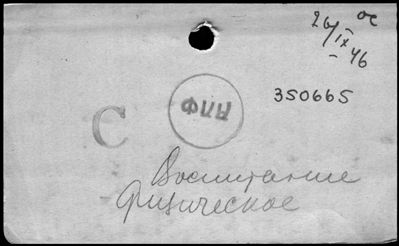 26/IX-46 ос
350665
С
Воспитание
физическое